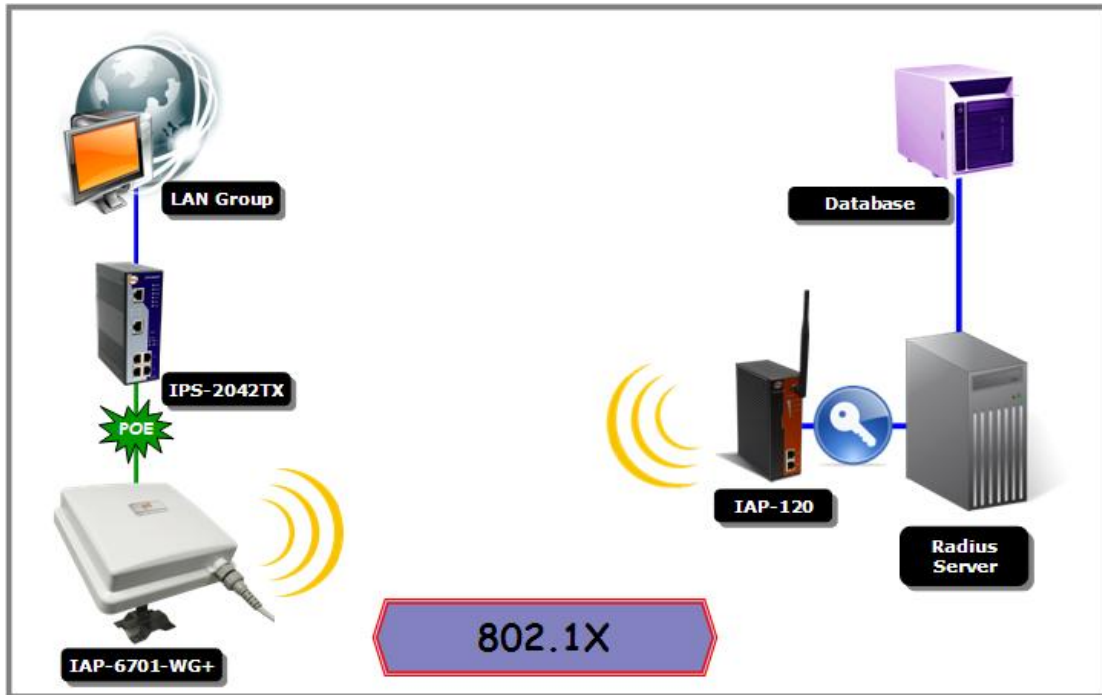 LAN Group
Database
IPS-2042TX
POE
IAP-120
Radius
Server
802.1X
IAP-6701-WG+